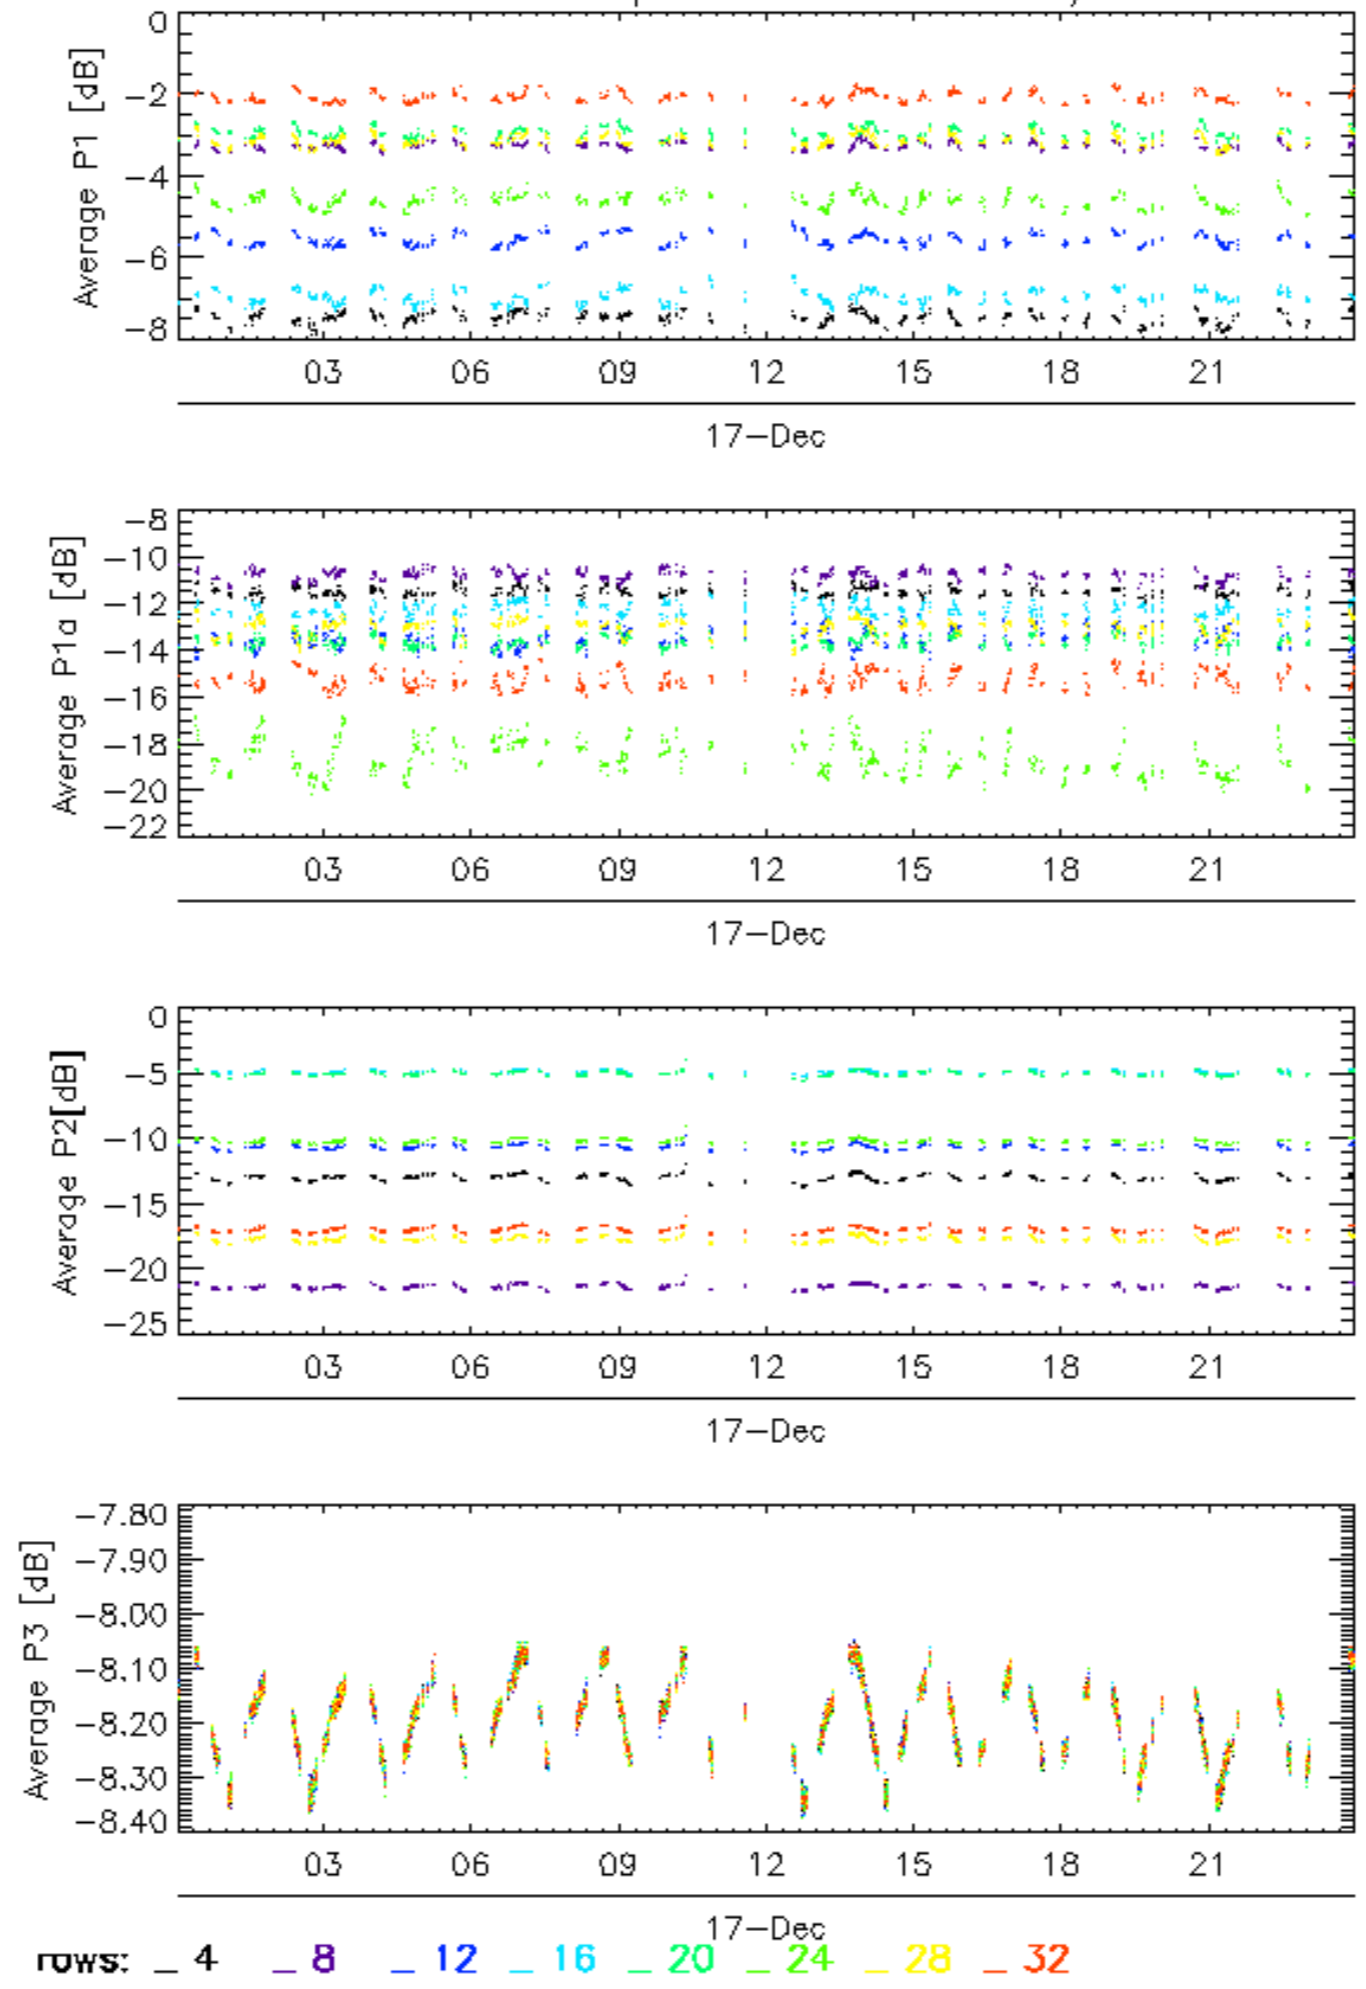 0
−2
−4
−6
−8
Average P1 [dB]
03 06 09 12 15 18 21
17−Dec
−8
−10
−12
−14
−16
−18
−20
−22
Average P1a [dB]
03 06 09 12 15 18 21
17−Dec
0
−5
−10
−15
−20
−25
Average P2[dB]
03 06 09 12 15 18 21
17−Dec
−7.80
−7.90
−8.00
−8.10
−8.20
−8.30
−8.40
Average P3 [dB]
03 06 09 12 15 18 21
17−Dec
rows: _ 4 _ 8 _ 12 _ 16 _ 20 _ 24 _ 28 _ 32